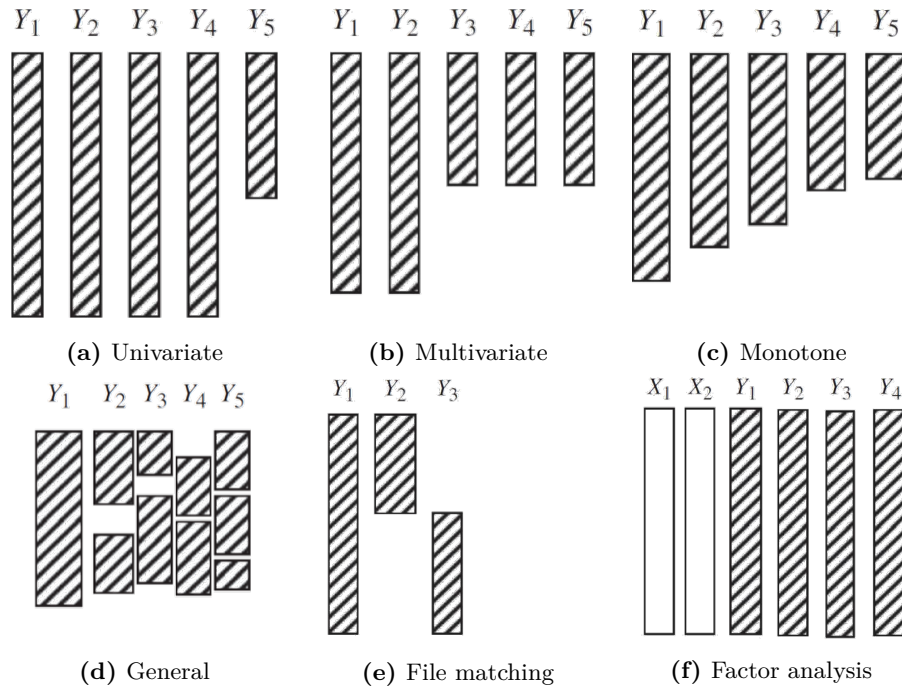 Y₁ Y₂ Y₃ Y₄ Y₅
Y₁ Y₂ Y₃ Y₄ Y₅
Y₁ Y₂ Y₃ Y₄ Y₅
(a) Univariate
(b) Multivariate
(c) Monotone
Y₁ Y₂ Y₃ Y₄ Y₅
Y₁ Y₂ Y₃
X₁ X₂ Y₁ Y₂ Y₃ Y₄
(d) General
(e) File matching
(f) Factor analysis